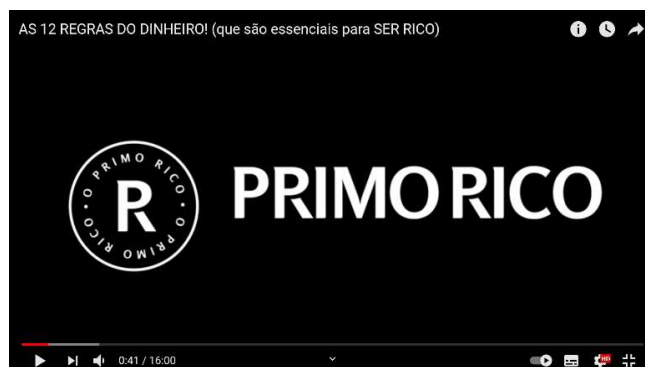 AS 12 REGRAS DO DINHEIRO! (que são essenciais para SER RICO)
O PRIMO RICO • O PRIMO RICO •
R
PRIMO RICO
0:41 / 16:00
HD